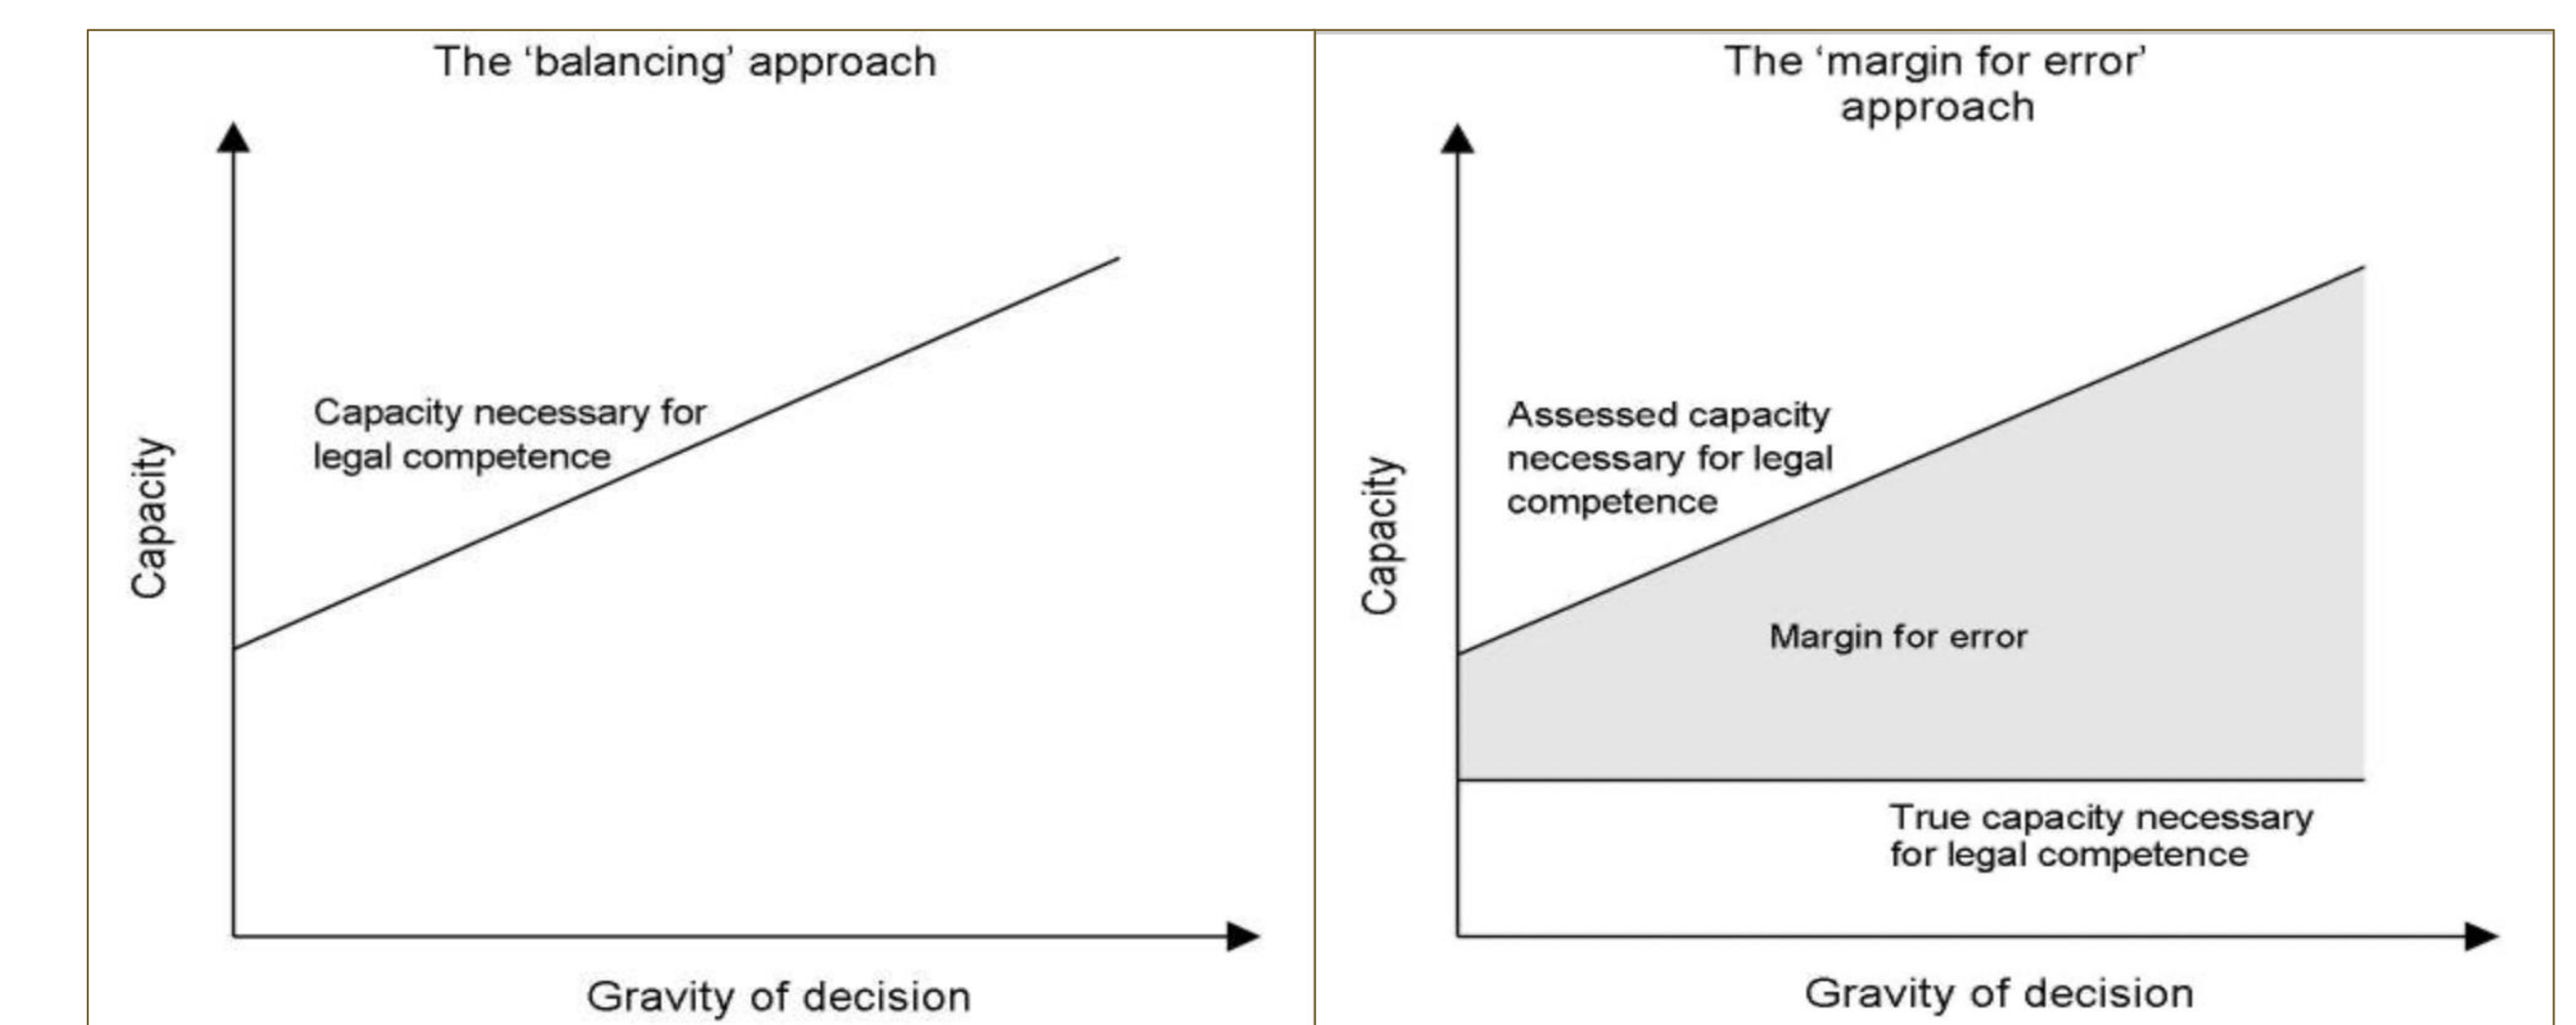 The ‘balancing’ approach
Capacity necessary for
legal competence
Capacity
Gravity of decision
The ‘margin for error’
approach
Assessed capacity
necessary for legal
competence
Capacity
Margin for error
True capacity necessary
for legal competence
Gravity of decision